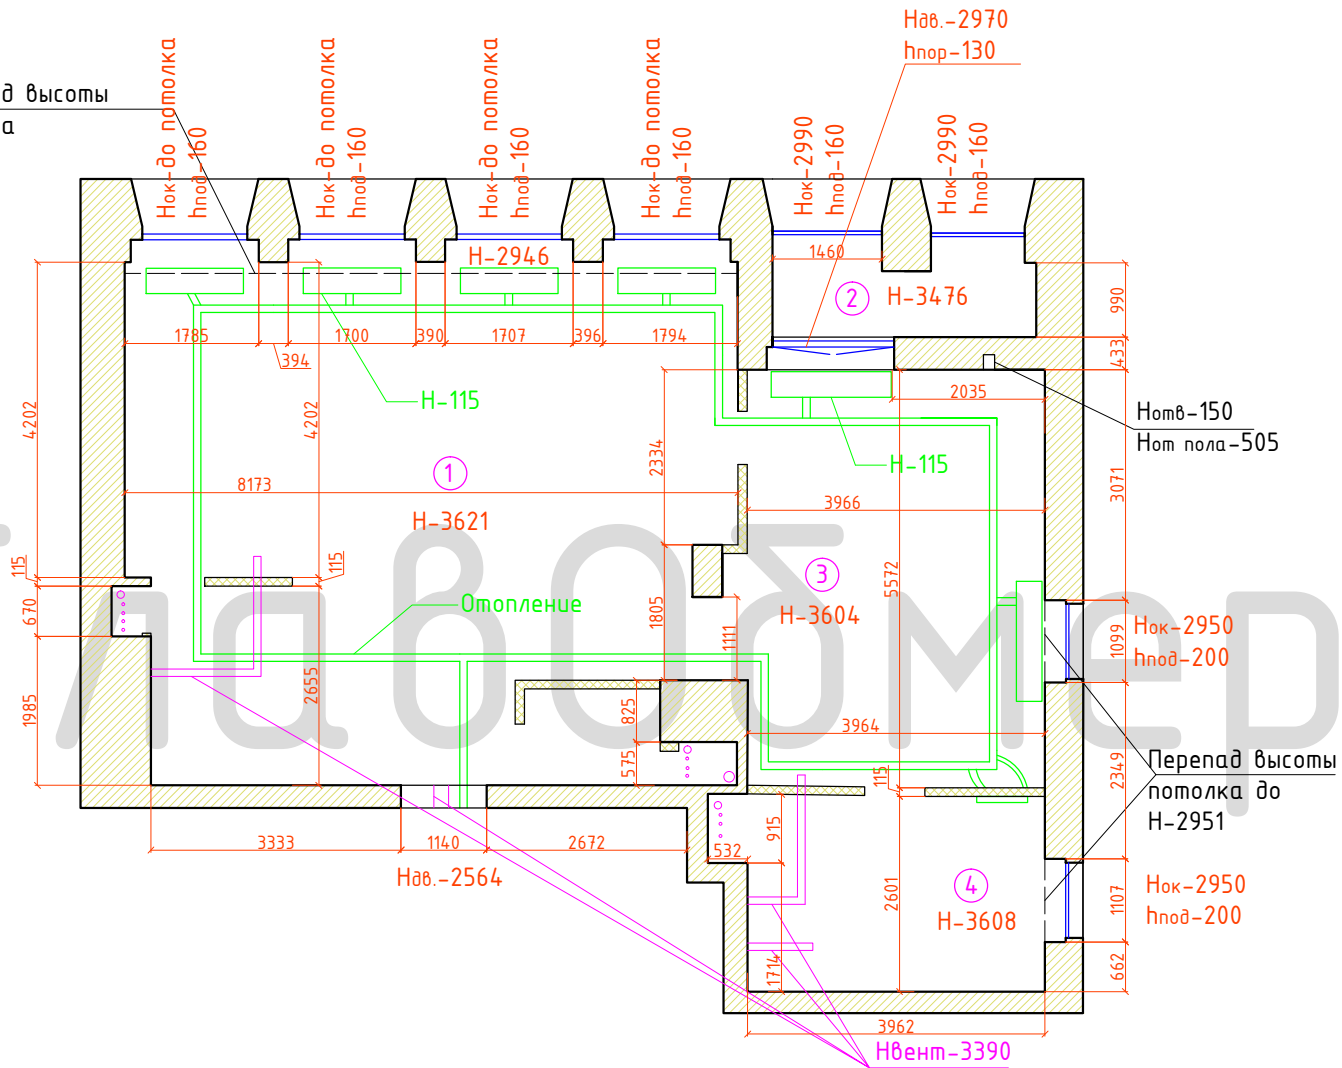 Ндв.-2970
hпор-130
д высоты
а
Нок-до потолка
hпод-160
Нок-до потолка
hпод-160
Нок-до потолка
hпод-160
Нок-до потолка
hпод-160
Нок-2990
hпод-160
Нок-2990
hпод-160
Н-2946
1460
2
Н-3476
990
433
1785
394
1700
390
1707
396
1794
Н-115
2035
Нотв-150
Нот пола-505
4202
4202
2334
Н-115
3071
8173
1
3966
Н-3621
115
115
3
5572
Н-3604
670
Отопление
1805
1111
1099
Нок-2950
hпод-200
ГлавОбмер
1985
2655
825
575
3964
115
2349
Перепад высоты
потолка до
Н-2951
3333
1140
2672
915
532
Ндв.-2564
2601
4
Н-3608
1107
Нок-2950
hпод-200
1714
662
3962
Нвент-3390